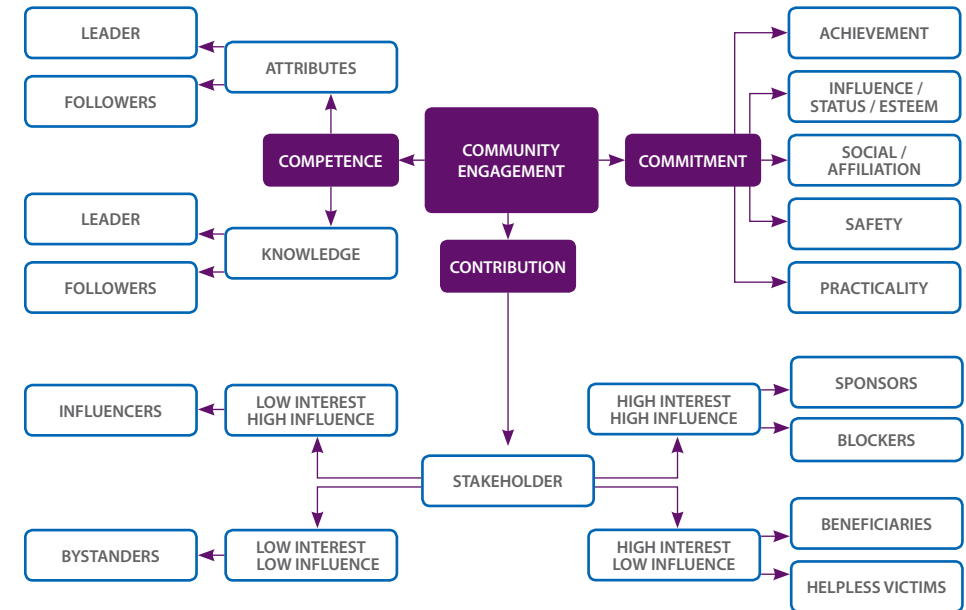 LEADER
FOLLOWERS
ATTRIBUTES
COMPETENCE
LEADER
FOLLOWERS
KNOWLEDGE
COMMUNITY
ENGAGEMENT
CONTRIBUTION
COMMITMENT
ACHIEVEMENT
INFLUENCE /
STATUS / ESTEEM
SOCIAL /
AFFILIATION
SAFETY
PRACTICALITY
INFLUENCERS
LOW INTEREST
HIGH INFLUENCE
STAKEHOLDER
BYSTANDERS
LOW INTEREST
LOW INFLUENCE
HIGH INTEREST
HIGH INFLUENCE
SPONSORS
BLOCKERS
HIGH INTEREST
LOW INFLUENCE
BENEFICIARIES
HELPLESS VICTIMS